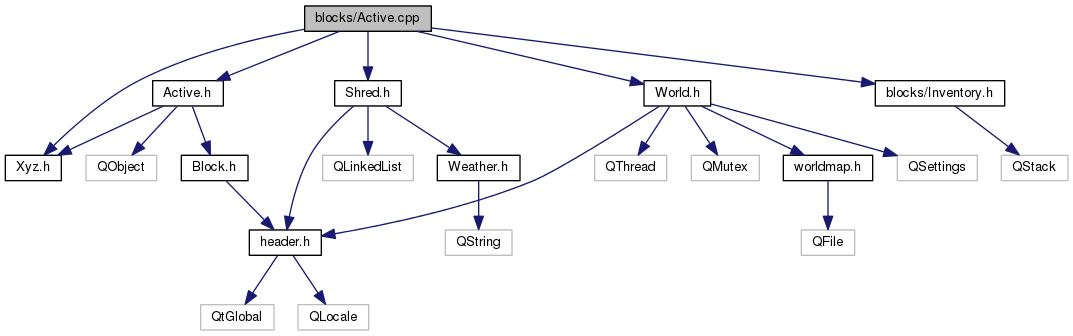 blocks/Active.cpp
Active.h
Shred.h
World.h
blocks/Inventory.h
Xyz.h
QObject
Block.h
QLinkedList
Weather.h
QThread
QMutex
worldmap.h
QSettings
QStack
header.h
QString
QFile
QtGlobal
QLocale